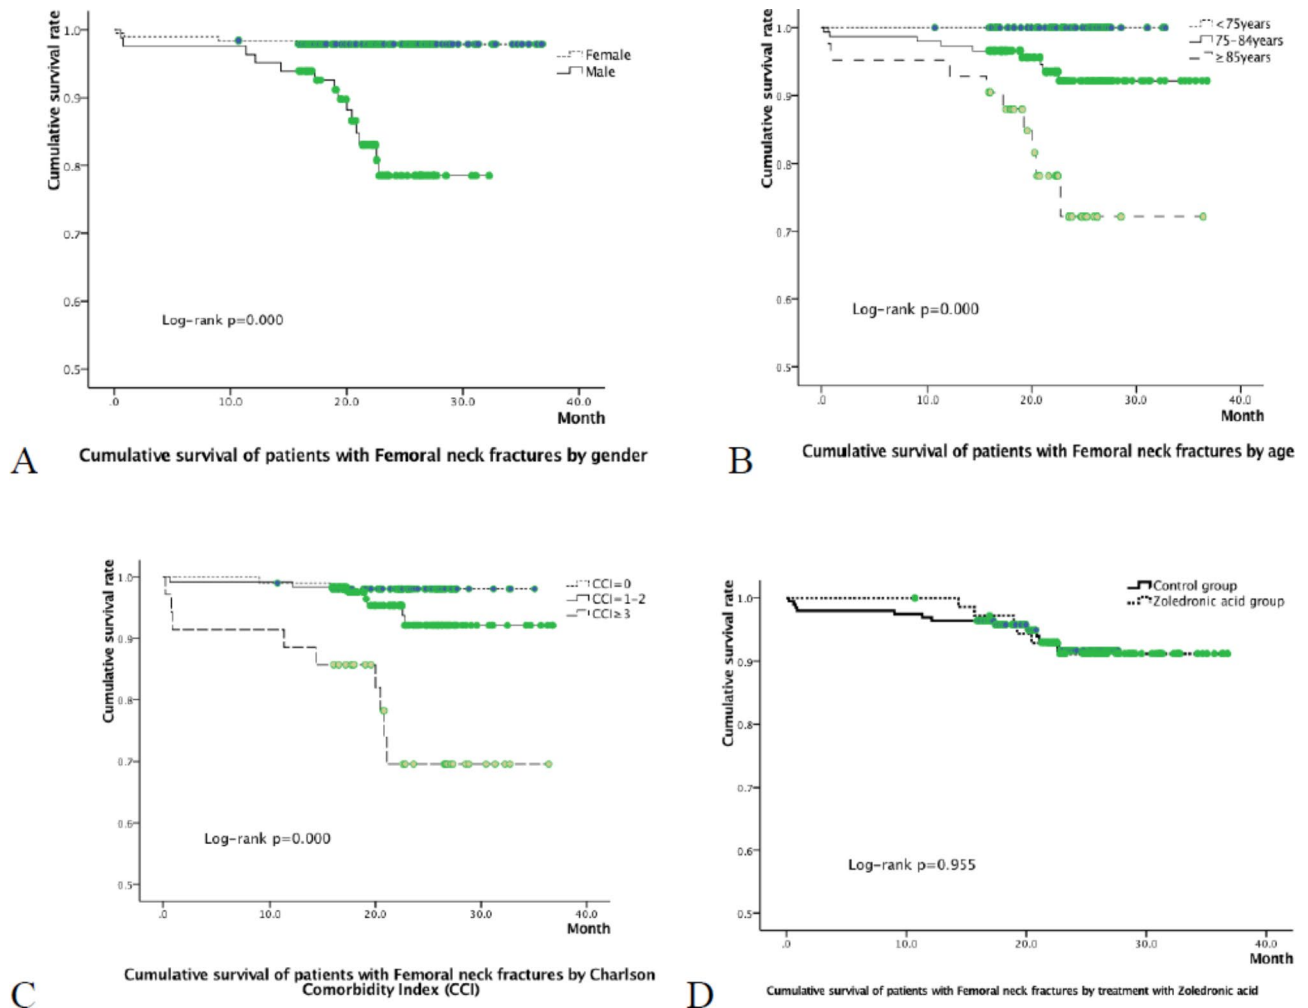 Cumulative survival rate
1.0
0.9
0.8
0.7
0.6
0.5
Female
Male
Log-rank p=0.000
.0 10.0 20.0 30.0 40.0
Month
A Cumulative survival of patients with Femoral neck fractures by gender
Cumulative survival rate
1.0
0.9
0.8
0.7
0.6
0.5
<75years
75-84years
≥85years
Log-rank p=0.000
.0 10.0 20.0 30.0 40.0
Month
B Cumulative survival of patients with Femoral neck fractures by age
Cumulative survival rate
1.0
0.9
0.8
0.7
0.6
0.5
CCI=0
CCI=1-2
CCI≥3
Log-rank p=0.000
.0 10.0 20.0 30.0 40.0
Month
C Cumulative survival of patients with Femoral neck fractures by Charlson
Comorbidity Index (CCI)
Cumulative survival rate
1.0
0.9
0.8
0.7
0.6
0.5
Control group
Zoledronic acid group
Log-rank p=0.955
.0 10.0 20.0 30.0 40.0
Month
D Cumulative survival of patients with Femoral neck fractures by treatment with Zoledronic acid